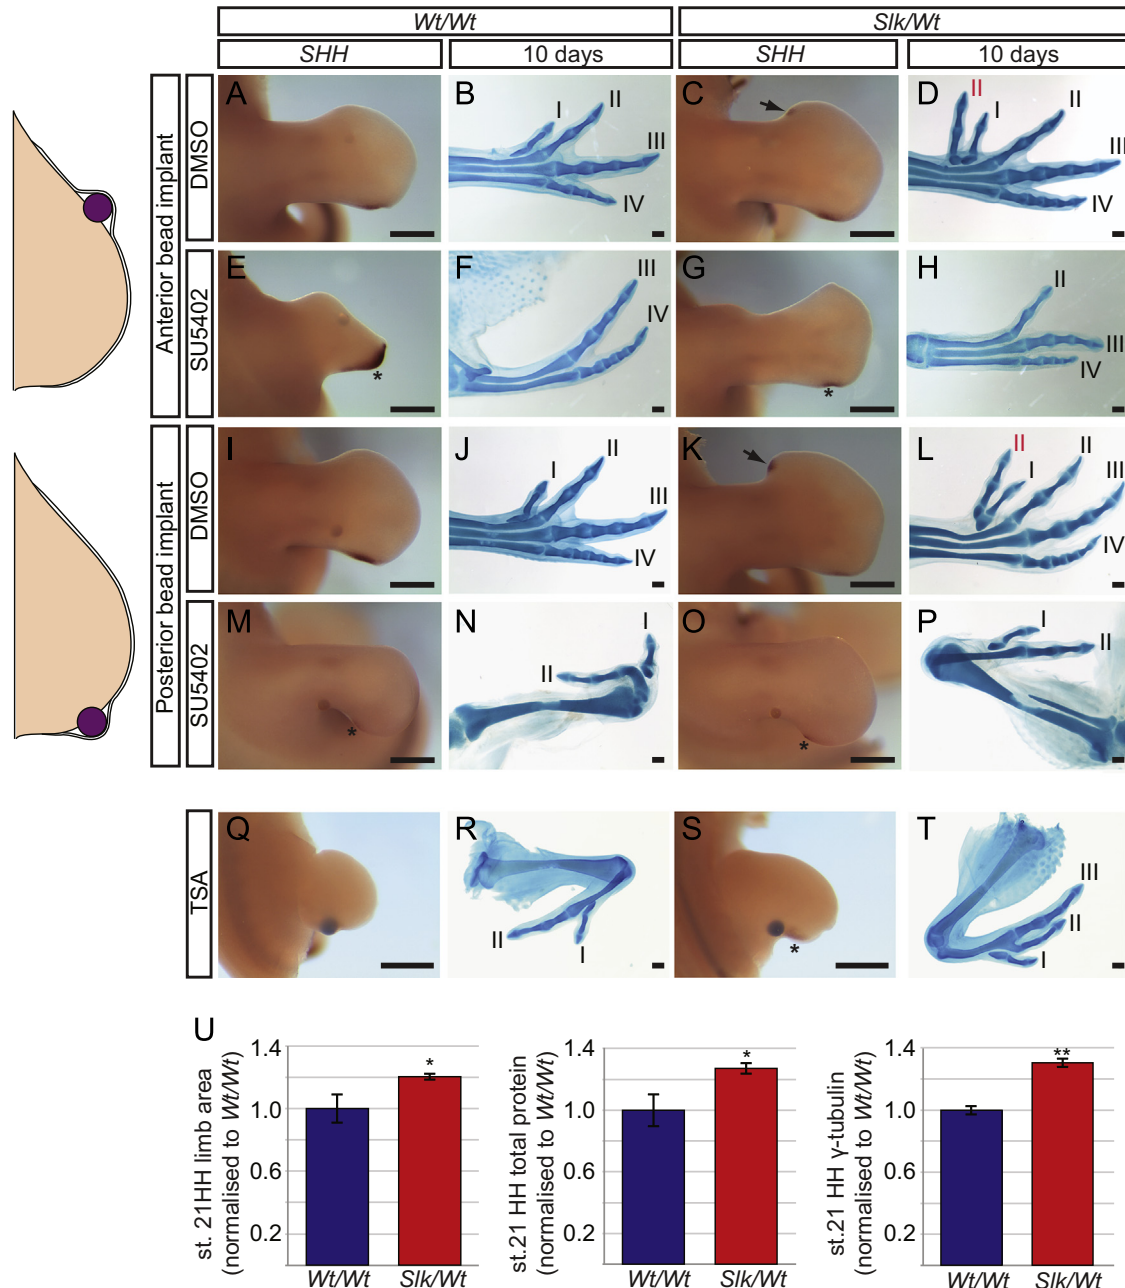 Wt/Wt Slk/Wt
SHH 10 days SHH 10 days
Anterior bead implant
DMSO
A B I II III IV C D II I II III IV
SU5402
E * F III IV G * H II III IV
Posterior bead implant
DMSO
I J I II III IV K L II I II III IV
SU5402
M * N I II O * P I II
TSA
Q R II I S * T III II I
U
st. 21HH limb area
(normalised to Wt/Wt)
1.4
1.0
0.6
0.2
*
Wt/Wt Slk/Wt
st.21 HH total protein
(normalised to Wt/Wt)
1.4
1.0
0.6
0.2
*
Wt/Wt Slk/Wt
st.21 HH γ-tubulin
(normalised to Wt/Wt)
1.4
1.0
0.6
0.2
**
Wt/Wt Slk/Wt